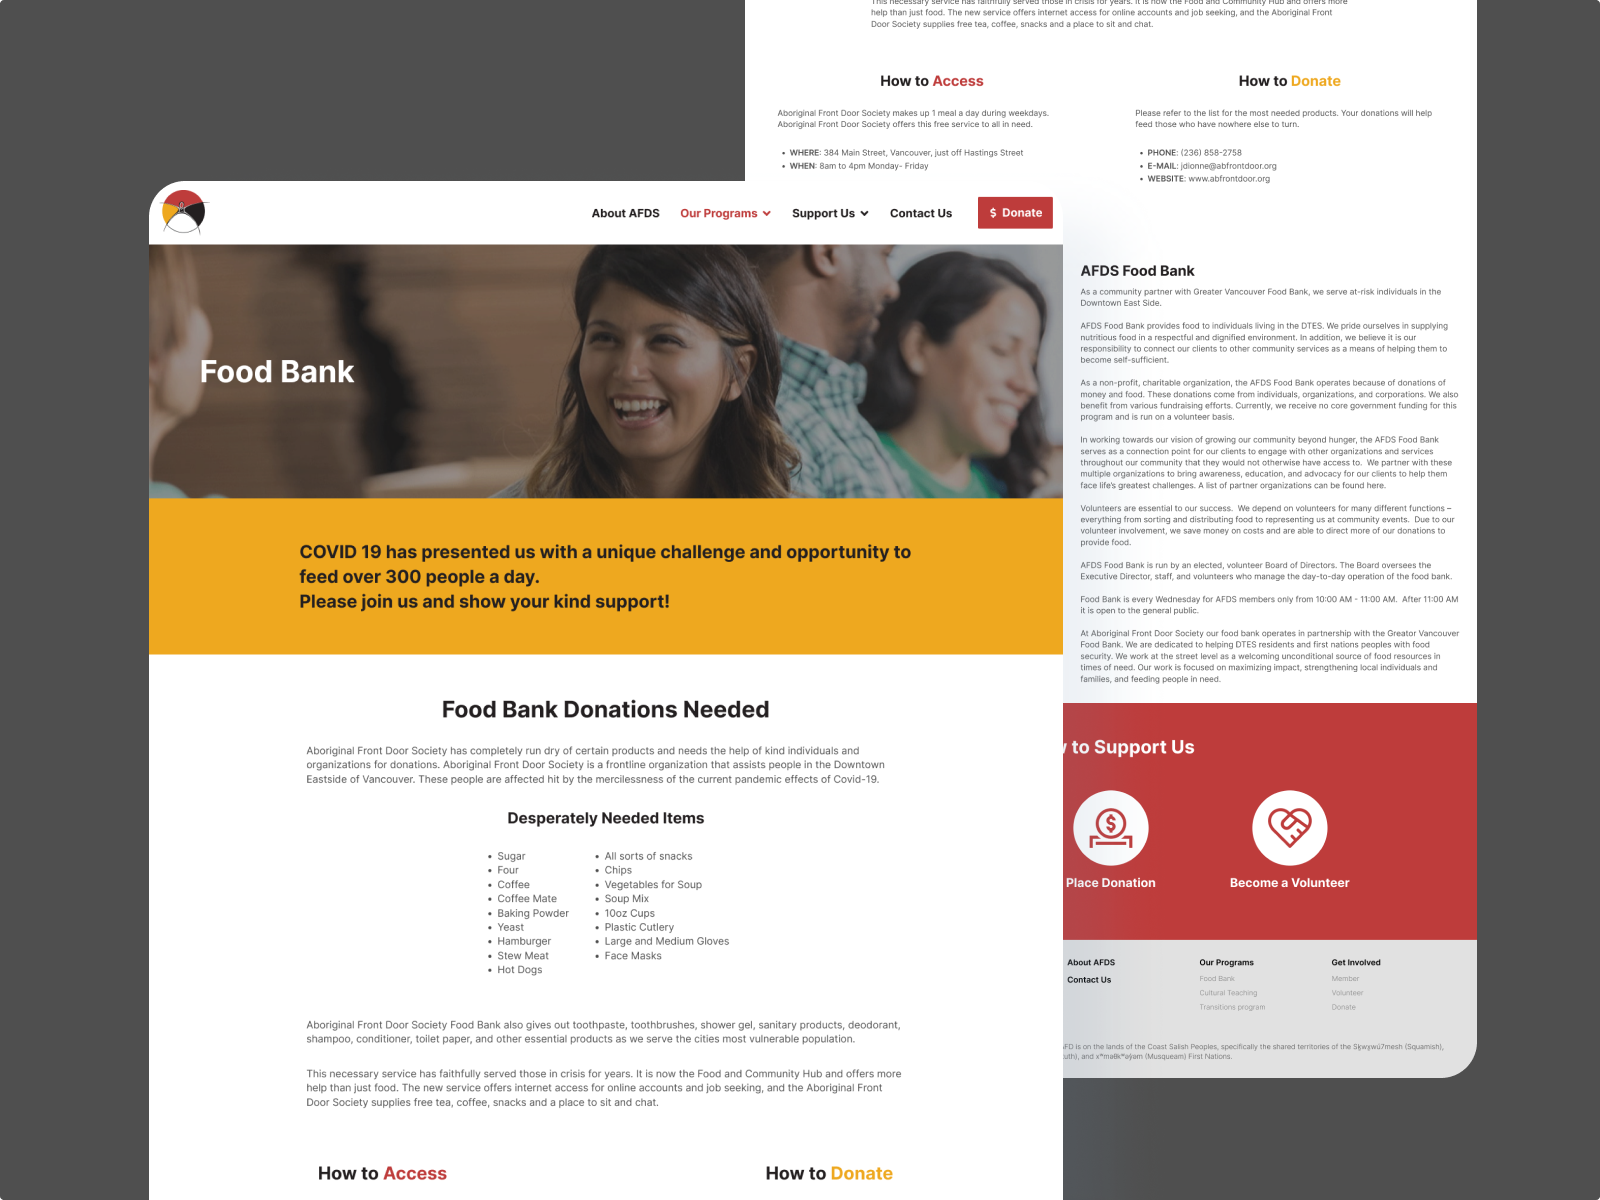 This necessary service has faithfully served those in crisis for years. It is now the Food and Community Hub and offers more
help than just food. The new service offers internet access for online accounts and job seeking, and the Aboriginal Front
Door Society supplies free tea, coffee, snacks and a place to sit and chat.
How to Access
Aboriginal Front Door Society makes up 1 meal a day during weekdays.
Aboriginal Front Door Society offers this free service to all in need.
• WHERE: 384 Main Street, Vancouver, just off Hastings Street
• WHEN: 8am to 4pm Monday- Friday
How to Donate
Please refer to the list for the most needed products. Your donations will help
feed those who have nowhere else to turn.
• PHONE: (236) 858-2758
• E-MAIL: jdionne@abfrontdoor.org
• WEBSITE: www.abfrontdoor.org
About AFDS
Our Programs
Support Us
Contact Us
$ Donate
Food Bank
COVID 19 has presented us with a unique challenge and opportunity to
feed over 300 people a day.
Please join us and show your kind support!
Food Bank Donations Needed
Aboriginal Front Door Society has completely run dry of certain products and needs the help of kind individuals and
organizations for donations. Aboriginal Front Door Society is a frontline organization that assists people in the Downtown
Eastside of Vancouver. These people are affected hit by the mercilessness of the current pandemic effects of Covid-19.
Desperately Needed Items
• Sugar
• Four
• Coffee
• Coffee Mate
• Baking Powder
• Yeast
• Hamburger
• Stew Meat
• Hot Dogs
• All sorts of snacks
• Chips
• Vegetables for Soup
• Soup Mix
• 10oz Cups
• Plastic Cutlery
• Large and Medium Gloves
• Face Masks
Aboriginal Front Door Society Food Bank also gives out toothpaste, toothbrushes, shower gel, sanitary products, deodorant,
shampoo, conditioner, toilet paper, and other essential products as we serve the cities most vulnerable population.
This necessary service has faithfully served those in crisis for years. It is now the Food and Community Hub and offers more
help than just food. The new service offers internet access for online accounts and job seeking, and the Aboriginal Front
Door Society supplies free tea, coffee, snacks and a place to sit and chat.
How to Access
How to Donate
AFDS Food Bank
As a community partner with Greater Vancouver Food Bank, we serve at-risk individuals in the
Downtown East Side.
AFDS Food Bank provides food to individuals living in the DTES. We pride ourselves in supplying
nutritious food in a respectful and dignified environment. In addition, we believe it is our
responsibility to connect our clients to other community services as a means of helping them to
become self-sufficient.
As a non-profit, charitable organization, the AFDS Food Bank operates because of donations of
money and food. These donations come from individuals, organizations, and corporations. We also
benefit from various fundraising efforts. Currently, we receive no core government funding for this
program and is run on a volunteer basis.
In working towards our vision of growing our community beyond hunger, the AFDS Food Bank
serves as a connection point for our clients to engage with other organizations and services
throughout our community that they would not otherwise have access to. We partner with these
multiple organizations to bring awareness, education, and advocacy for our clients to help them
face life's greatest challenges. A list of partner organizations can be found here.
Volunteers are essential to our success. We depend on volunteers for many different functions –
everything from sorting and distributing food to representing us at community events. Due to our
volunteer involvement, we save money on costs and are able to direct more of our donations to
provide food.
AFDS Food Bank is run by an elected, volunteer Board of Directors. The Board oversees the
Executive Director, staff, and volunteers who manage the day-to-day operation of the food bank.
Food Bank is every Wednesday for AFDS members only from 10:00 AM - 11:00 AM. After 11:00 AM
it is open to the general public.
At Aboriginal Front Door Society our food bank operates in partnership with the Greater Vancouver
Food Bank. We are dedicated to helping DTES residents and first nations peoples with food
security. We work at the street level as a welcoming unconditional source of food resources in
times of need. Our work is focused on maximizing impact, strengthening local individuals and
families, and feeding people in need.
to Support Us
Place Donation
Become a Volunteer
About AFDS
Contact Us
Our Programs
Food Bank
Cultural Teaching
Transitions program
Get Involved
Member
Volunteer
Donate
is on the lands of the Coast Salish Peoples, specifically the shared territories of the Sḵwx̱wú7mesh (Squamish),
and xʷməθkʷəy̓əm (Musqueam) First Nations.